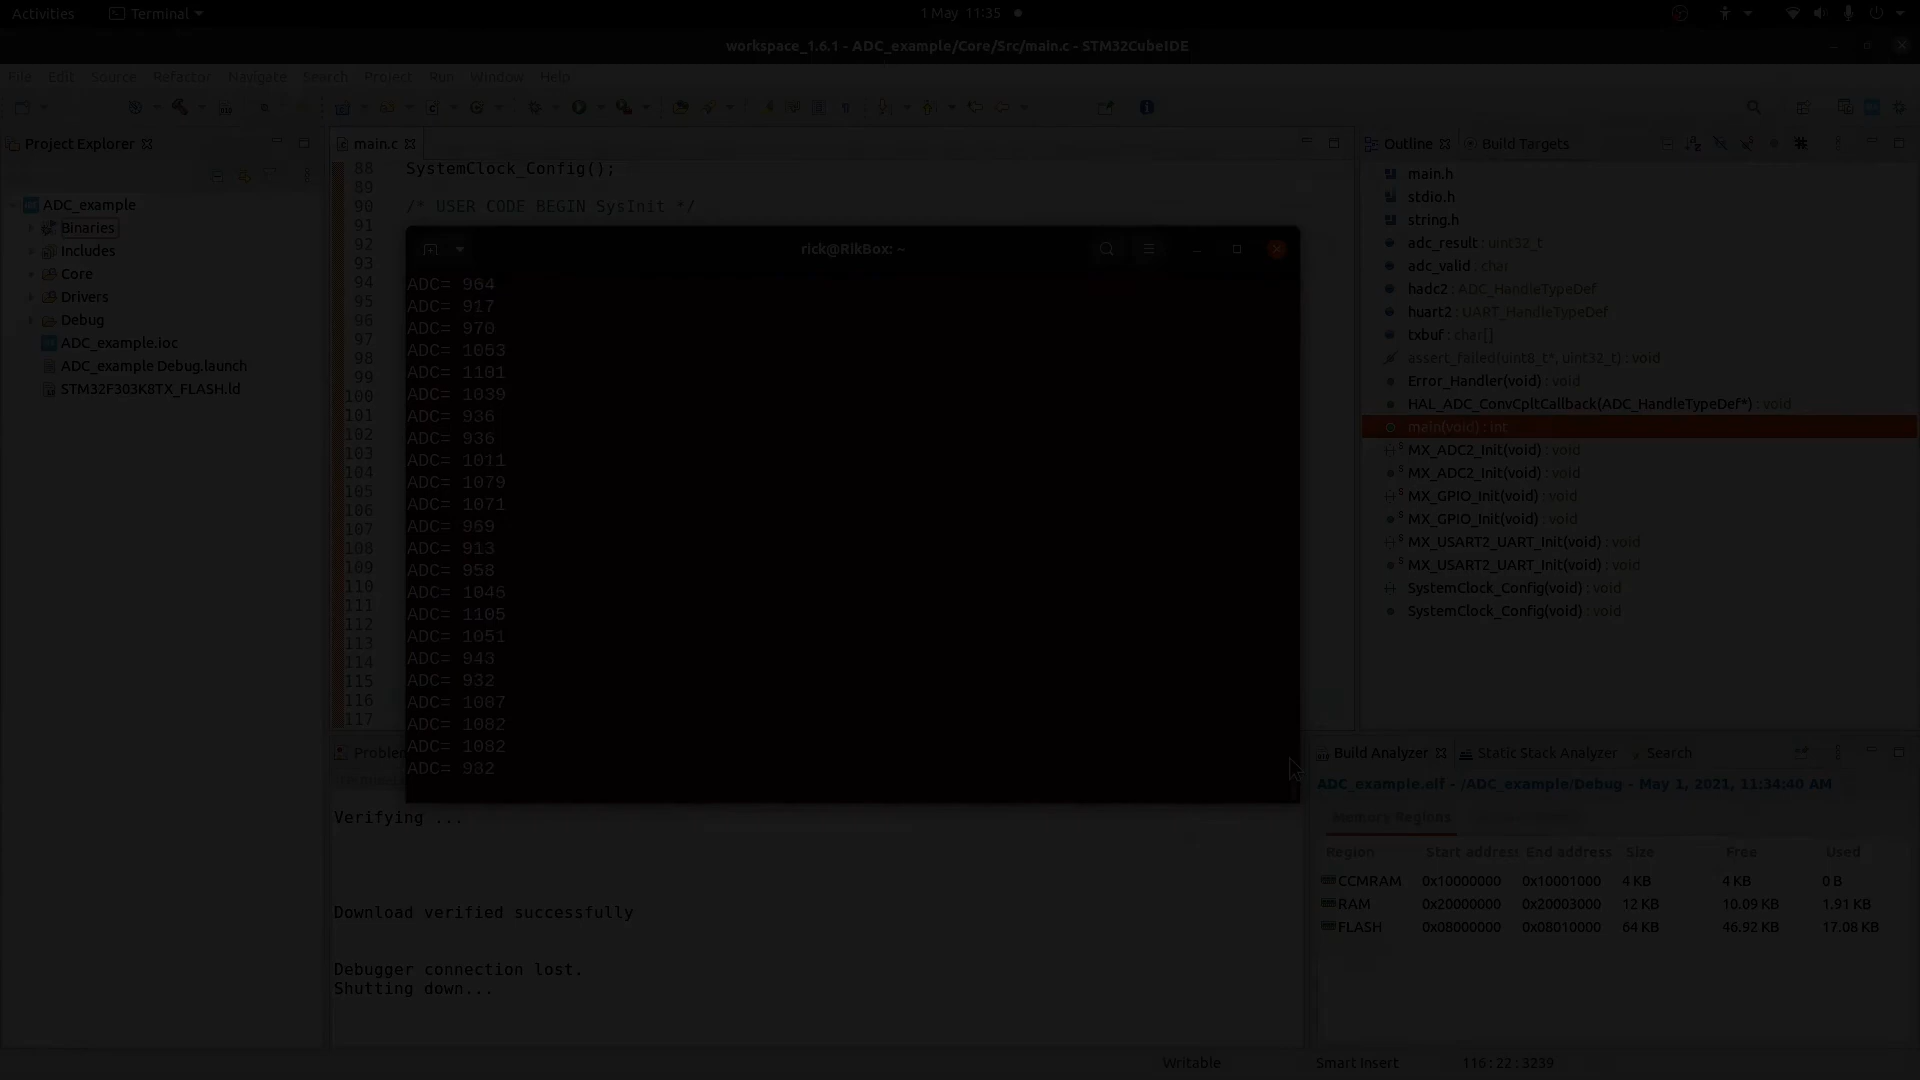 Activities Terminal 1 May 11:35
workspace_1.6.1 - ADC_example/Core/Src/main.c - STM32CubeIDE
File Edit Source Refactor Navigate Search Project Run Window Help
Project Explorer
ADC_example
Binaries
Includes
Core
Drivers
Debug
ADC_example.ioc
ADC_example Debug.launch
STM32F303K8TX_FLASH.ld
main.c
88 SystemClock_Config();
89
90 /* USER CODE BEGIN SysInit */
91
92
93
94
95
96
97
98
99
100
101
102
103
104
105
106
107
108
109
110
111
112
113
114
115
116
117
rick@RikBox: ~
ADC= 964
ADC= 917
ADC= 970
ADC= 1053
ADC= 1101
ADC= 1039
ADC= 936
ADC= 936
ADC= 1011
ADC= 1079
ADC= 1071
ADC= 959
ADC= 913
ADC= 958
ADC= 1046
ADC= 1105
ADC= 1051
ADC= 943
ADC= 932
ADC= 1007
ADC= 1082
ADC= 1082
ADC= 932
Outline Build Targets
main.h
stdio.h
string.h
adc_result : uint32_t
adc_valid : char
hadc2 : ADC_HandleTypeDef
huart2 : UART_HandleTypeDef
txbuf : char[]
assert_failed(uint8_t*, uint32_t) : void
Error_Handler(void) : void
HAL_ADC_ConvCpltCallback(ADC_HandleTypeDef*) : void
main(void) : int
MX_ADC2_Init(void) : void
MX_ADC2_Init(void) : void
MX_GPIO_Init(void) : void
MX_GPIO_Init(void) : void
MX_USART2_UART_Init(void) : void
MX_USART2_UART_Init(void) : void
SystemClock_Config(void) : void
SystemClock_Config(void) : void
Verifying ...
Download verified successfully
Debugger connection lost.
Shutting down...
Build Analyzer Static Stack Analyzer Search
ADC_example.elf - /ADC_example/Debug - May 1, 2021, 11:34:40 AM
Memory Regions
Region Start address End address Size Free Used
CCMRAM 0x10000000 0x10001000 4 KB 4 KB 0 B
RAM 0x20000000 0x20003000 12 KB 10.09 KB 1.91 KB
FLASH 0x08000000 0x08010000 64 KB 46.92 KB 17.08 KB
Writable Smart Insert 116 : 22 : 3239